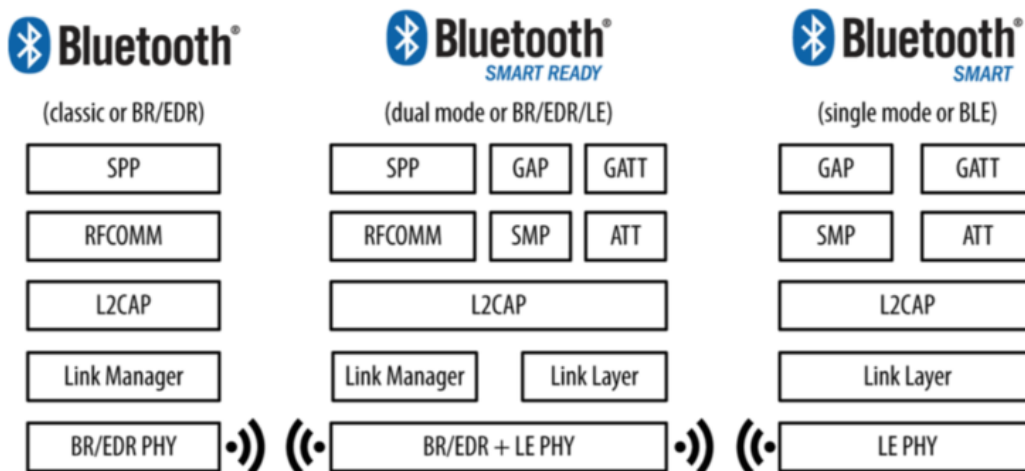 Bluetooth®
(classic or BR/EDR)
SPP
RFCOMM
L2CAP
Link Manager
BR/EDR PHY
Bluetooth®
SMART READY
(dual mode or BR/EDR/LE)
SPP GAP GATT
RFCOMM SMP ATT
L2CAP
Link Manager Link Layer
BR/EDR + LE PHY
Bluetooth®
SMART
(single mode or BLE)
GAP GATT
SMP ATT
L2CAP
Link Layer
LE PHY